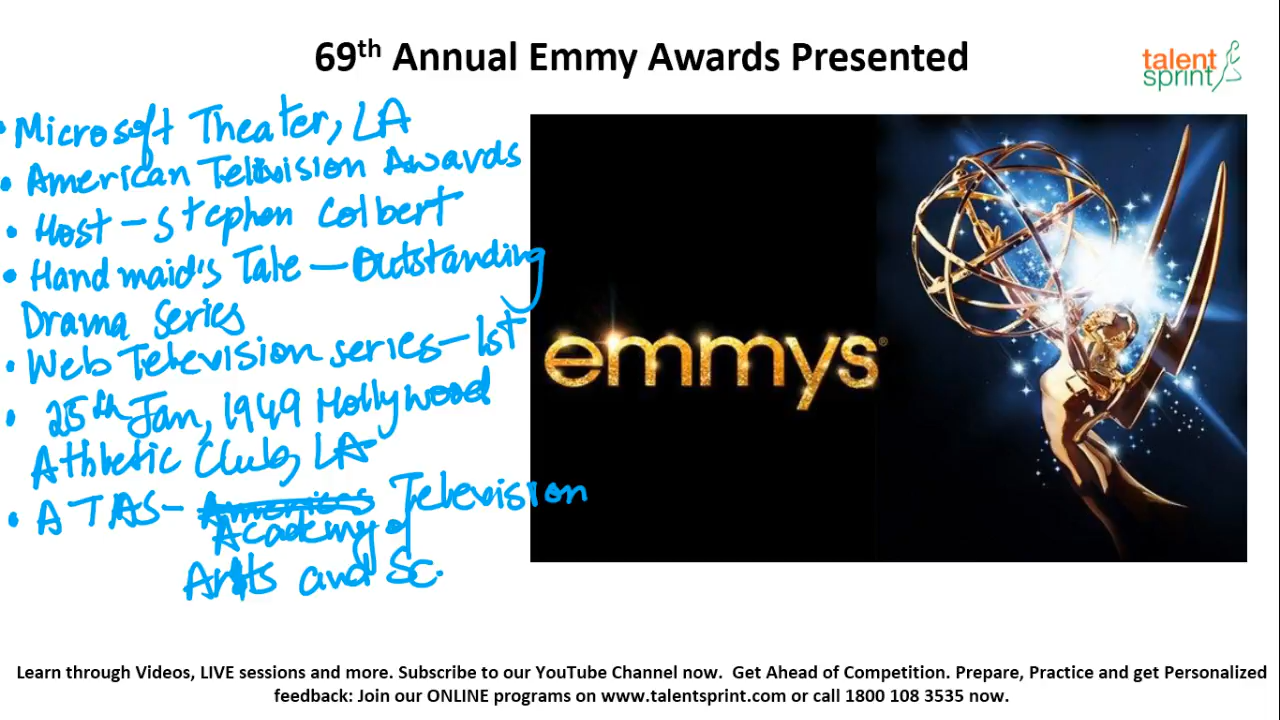 69th Annual Emmy Awards Presented
talent
sprint
• Microsoft Theater, LA
• American Television Awards
• Host - Stephen Colbert
• Handmaid's Tale - Outstanding
Drama Series
• Web Television series - 1st
• 25th Jan, 1949 Hollywood
Athletic Club, LA
• ATAS - Television
Academy of
Arts and Sc.
emmys®
Learn through Videos, LIVE sessions and more. Subscribe to our YouTube Channel now. Get Ahead of Competition. Prepare, Practice and get Personalized
feedback: Join our ONLINE programs on www.talentsprint.com or call 1800 108 3535 now.